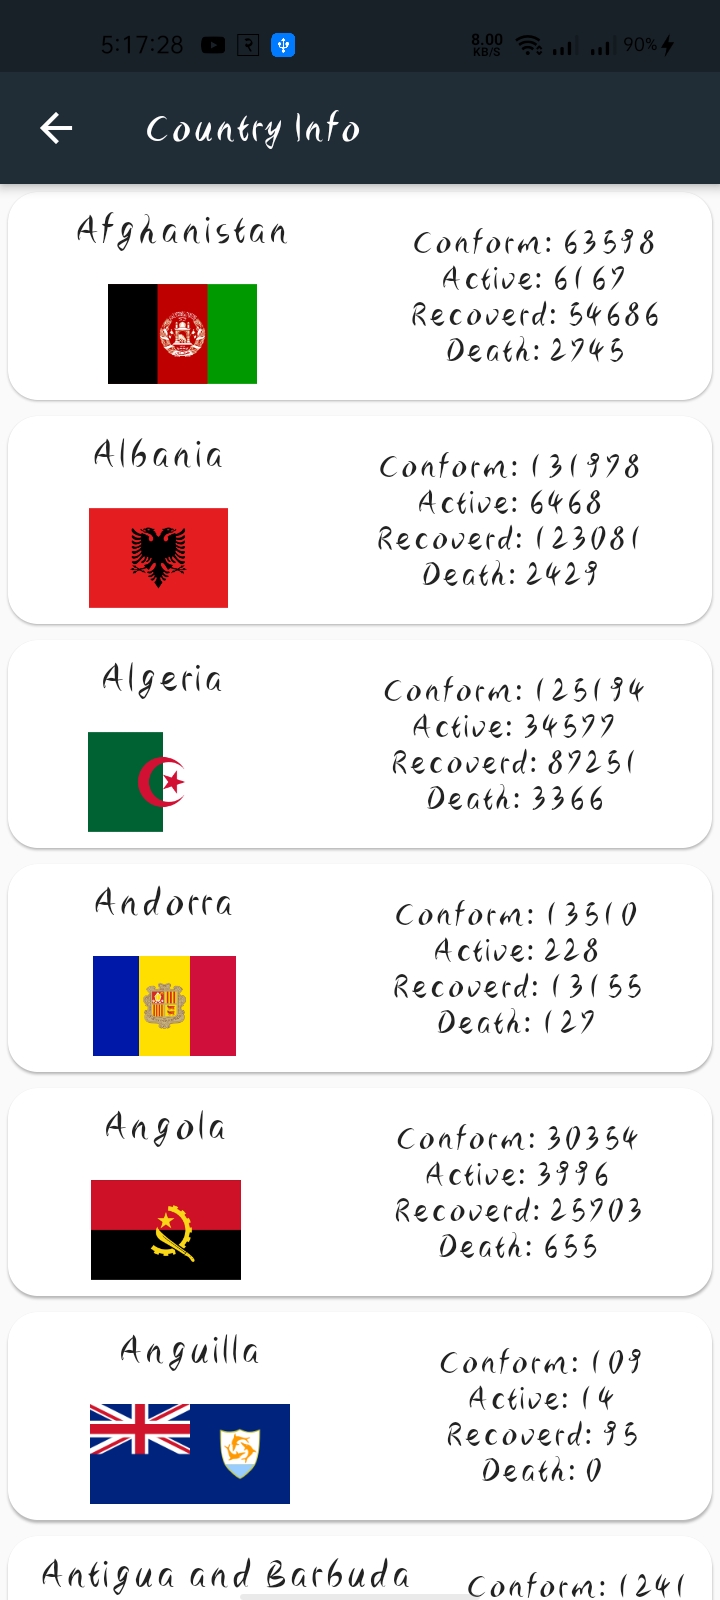 5:17:28
8.00 KB/S
90%
Country Info
Afghanistan
Conform: 63598
Active: 6167
Recoverd: 54686
Death: 2745
Albania
Conform: 131978
Active: 6468
Recoverd: 123081
Death: 2429
Algeria
Conform: 125194
Active: 34577
Recoverd: 87251
Death: 3366
Andorra
Conform: 13510
Active: 228
Recoverd: 13155
Death: 127
Angola
Conform: 30354
Active: 3996
Recoverd: 25703
Death: 655
Anguilla
Conform: 109
Active: 14
Recoverd: 95
Death: 0
Antigua and Barbuda
Conform: 1241